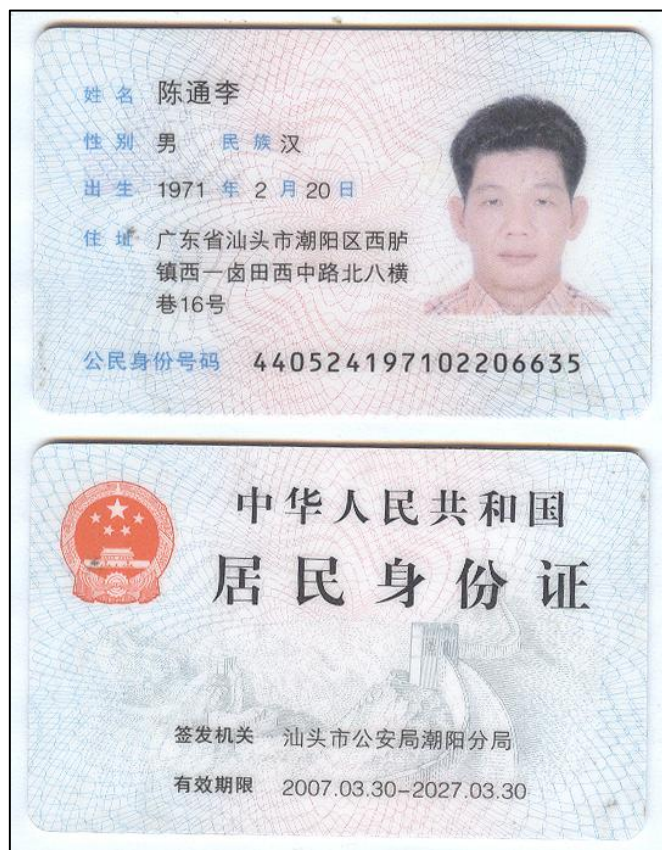 姓名 陈通李
性别 男 民族 汉
出生 1971 年 2 月 20 日
住址 广东省汕头市潮阳区西胪
镇西一卤田西中路北八横
巷16号
公民身份号码 440524197102206635
中华人民共和国
居民身份证
签发机关 汕头市公安局潮阳分局
有效期限 2007.03.30-2027.03.30